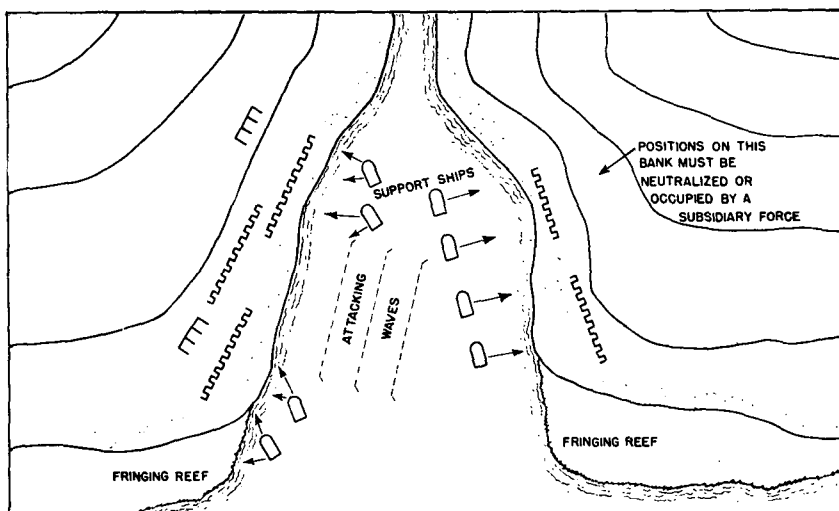 POSITIONS ON THIS
BANK MUST BE
NEUTRALIZED OR
OCCUPIED BY A
SUBSIDIARY FORCE
SUPPORT SHIPS
ATTACKING
WAVES
FRINGING REEF
FRINGING REEF